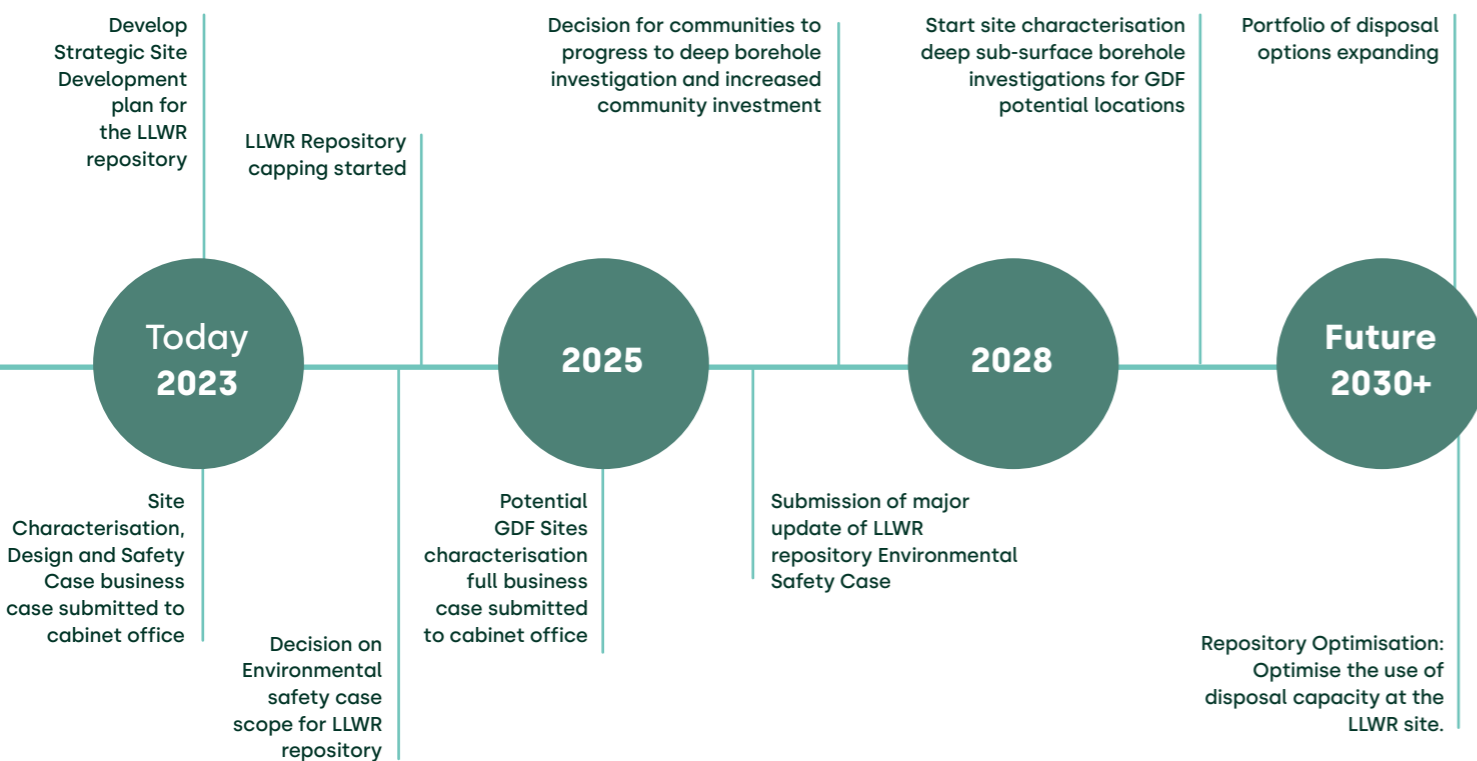 Develop
Strategic Site
Development
plan for
the LLWR
repository
LLWR Repository
capping started
Decision for communities to
progress to deep borehole
investigation and increased
community investment
Start site characterisation
deep sub-surface borehole
investigations for GDF
potential locations
Portfolio of disposal
options expanding
Today
2023
2025
2028
Future
2030+
Site
Characterisation,
Design and Safety
Case business
case submitted to
cabinet office
Decision on
Environmental
safety case
scope for LLWR
repository
Potential
GDF Sites
characterisation
full business
case submitted
to cabinet office
Submission of major
update of LLWR
repository Environmental
Safety Case
Repository Optimisation:
Optimise the use of
disposal capacity at the
LLWR site.